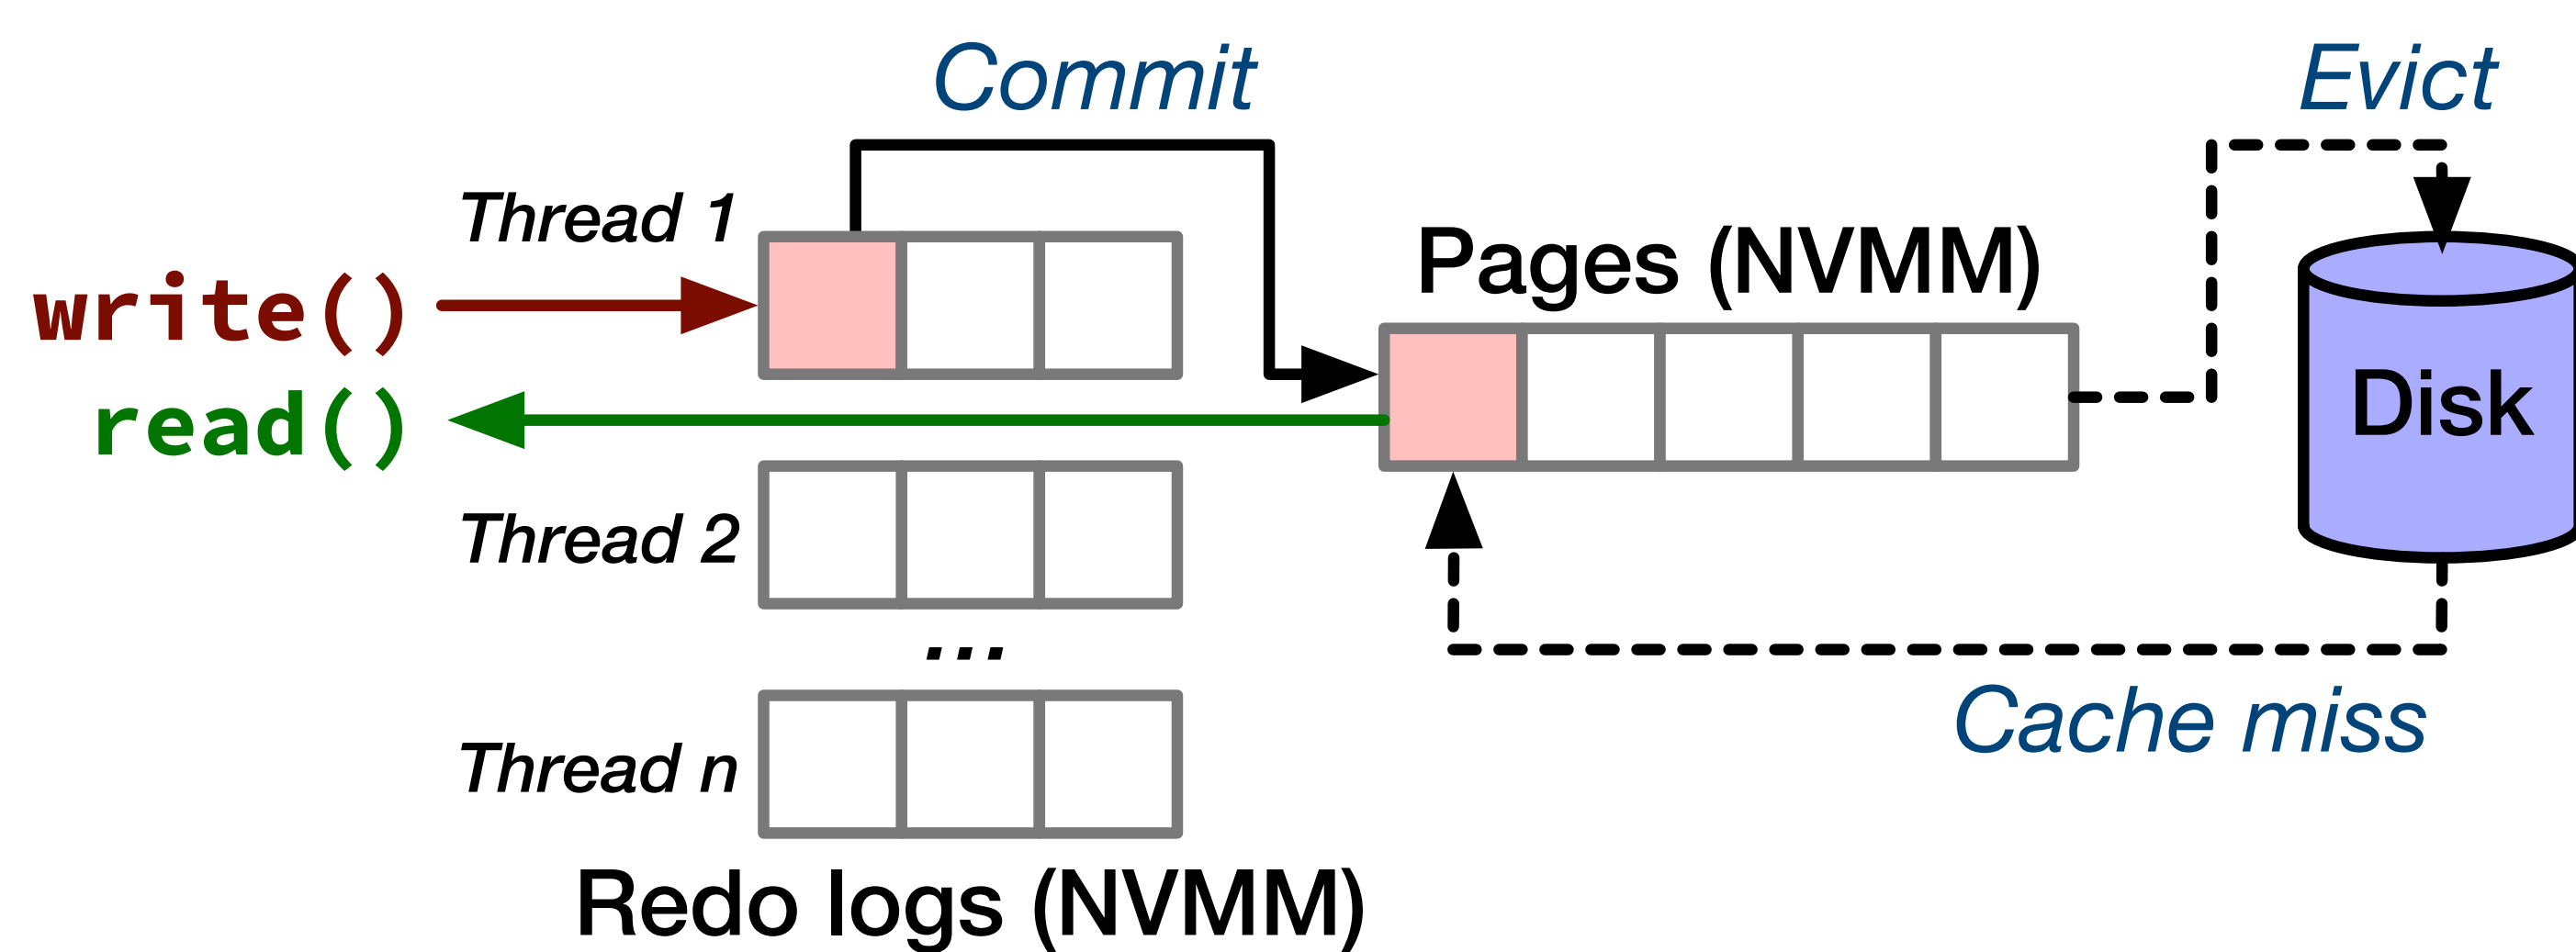 Commit
Evict
Thread 1
Pages (NVMM)
write()
read()
Disk
Thread 2
...
Cache miss
Thread n
Redo logs (NVMM)